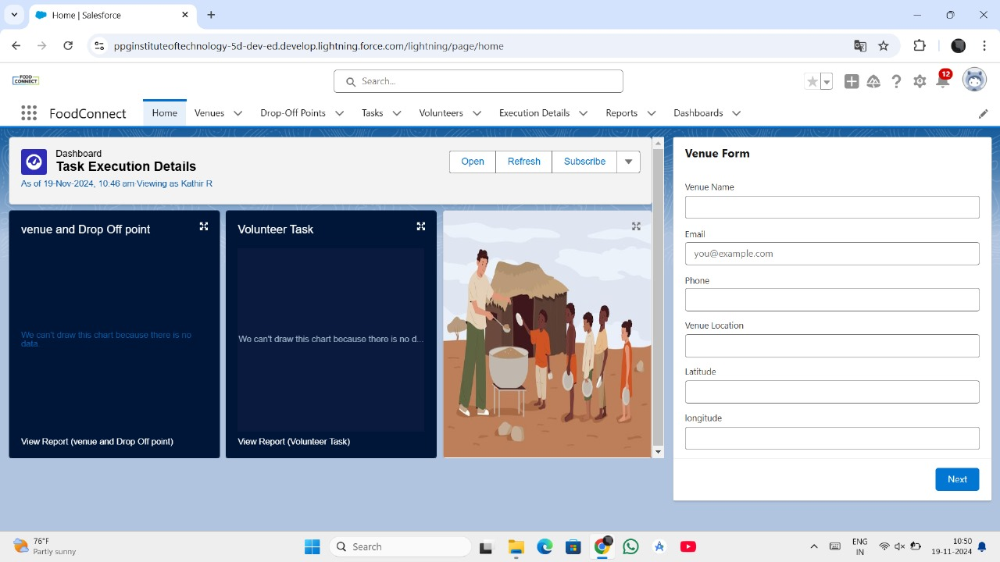 Home | Salesforce
ppginstituteoftechnology-5d-dev-ed.develop.lightning.force.com/lightning/page/home
FOOD
CONNECT
Search...
12
FoodConnect
Home
Venues
Drop-Off Points
Tasks
Volunteers
Execution Details
Reports
Dashboards
Dashboard
Task Execution Details
As of 19-Nov-2024, 10:46 am·Viewing as Kathir R
Open
Refresh
Subscribe
venue and Drop Off point
We can't draw this chart because there is no
data.
View Report (venue and Drop Off point)
Volunteer Task
We can't draw this chart because there is no d...
View Report (Volunteer Task)
Venue Form
Venue Name
Email
you@example.com
Phone
Venue Location
Latitude
longitude
Next
76°F
Partly sunny
Search
ENG
IN
10:50
19-11-2024